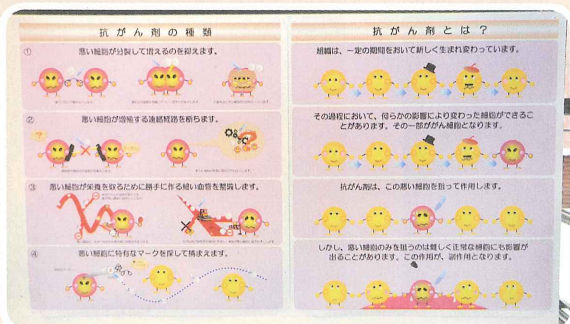 抗がん剤の種類
① 悪い細胞が分裂して増えるのを抑えます。
② 悪い細胞が増殖する連絡経路を断ちます。
③ 悪い細胞が栄養を取るために勝手に作る細い血管を整備します。
④ 悪い細胞に特有なマークを探して捕まえます。
抗がん剤とは？
組織は、一定の期間をおいて新しく生まれ変わっています。
その過程において、何らかの影響により変わった細胞ができるこ
とがあります。その一部ががん細胞となります。
抗がん剤は、この悪い細胞を狙って作用します。
しかし、悪い細胞のみを狙うのは難しく正常な細胞にも影響が
出ることがあります。この作用が、副作用となります。